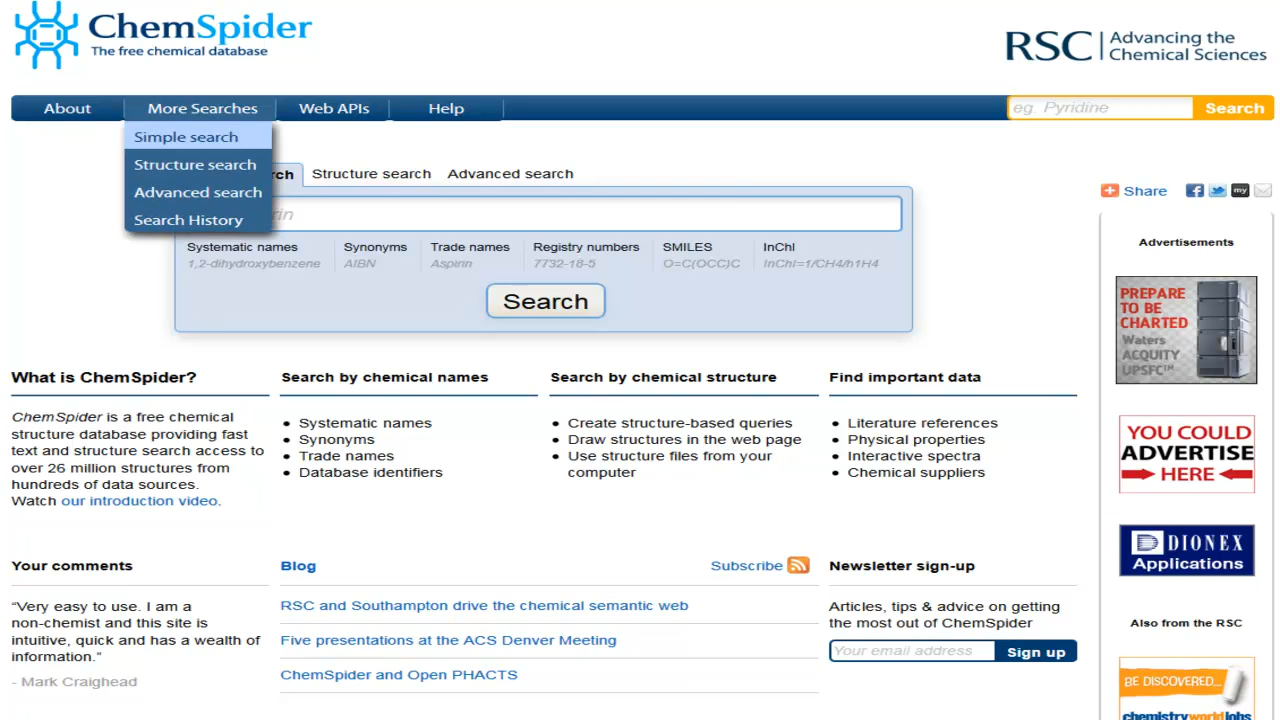 ChemSpider
The free chemical database
RSC | Advancing the
Chemical Sciences
About
More Searches
Web APIs
Help
eg. Pyridine
Search
Simple search
Structure search
Advanced search
Search History
rch
Structure search
Advanced search
rin
Systematic names
1,2-dihydroxybenzene
Synonyms
AIBN
Trade names
Aspirin
Registry numbers
7732-18-5
SMILES
O=C(OCC)C
InChI
InChI=1/CH4/h1H4
Search
Share
my
Advertisements
PREPARE
TO BE
CHARTED
Waters
ACQUITY
UPSFC™
YOU COULD
ADVERTISE
HERE
DIONEX
Applications
Also from the RSC
BE DISCOVERED...
chemistryworldjobs
What is ChemSpider?
ChemSpider is a free chemical
structure database providing fast
text and structure search access to
over 26 million structures from
hundreds of data sources.
Watch our introduction video.
Search by chemical names
• Systematic names
• Synonyms
• Trade names
• Database identifiers
Search by chemical structure
• Create structure-based queries
• Draw structures in the web page
• Use structure files from your
computer
Find important data
• Literature references
• Physical properties
• Interactive spectra
• Chemical suppliers
Your comments
“Very easy to use. I am a
non-chemist and this site is
intuitive, quick and has a wealth of
information.”
- Mark Craighead
Blog
Subscribe
RSC and Southampton drive the chemical semantic web
Five presentations at the ACS Denver Meeting
ChemSpider and Open PHACTS
Newsletter sign-up
Articles, tips & advice on getting
the most out of ChemSpider
Your email address
Sign up